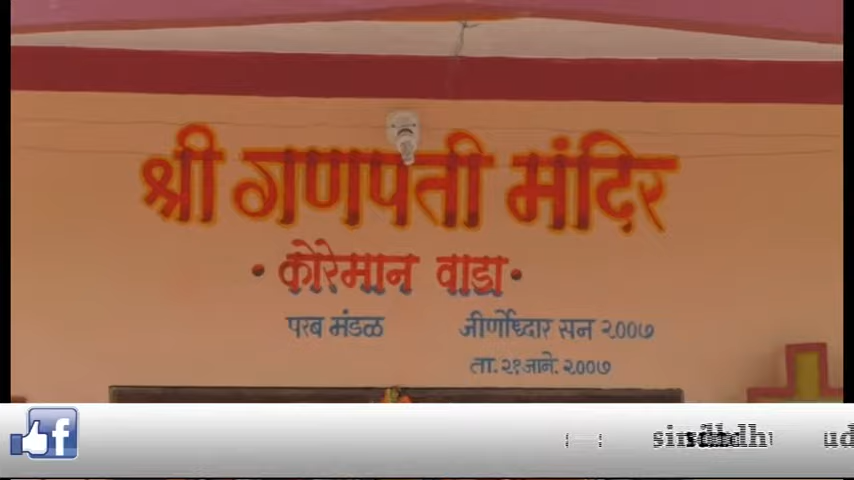 श्री गणपती मंदिर
• कोरेमान वाडा •
परब मंडळ जीर्णोध्दार सन २००७
ता. २१ जाने. २००७